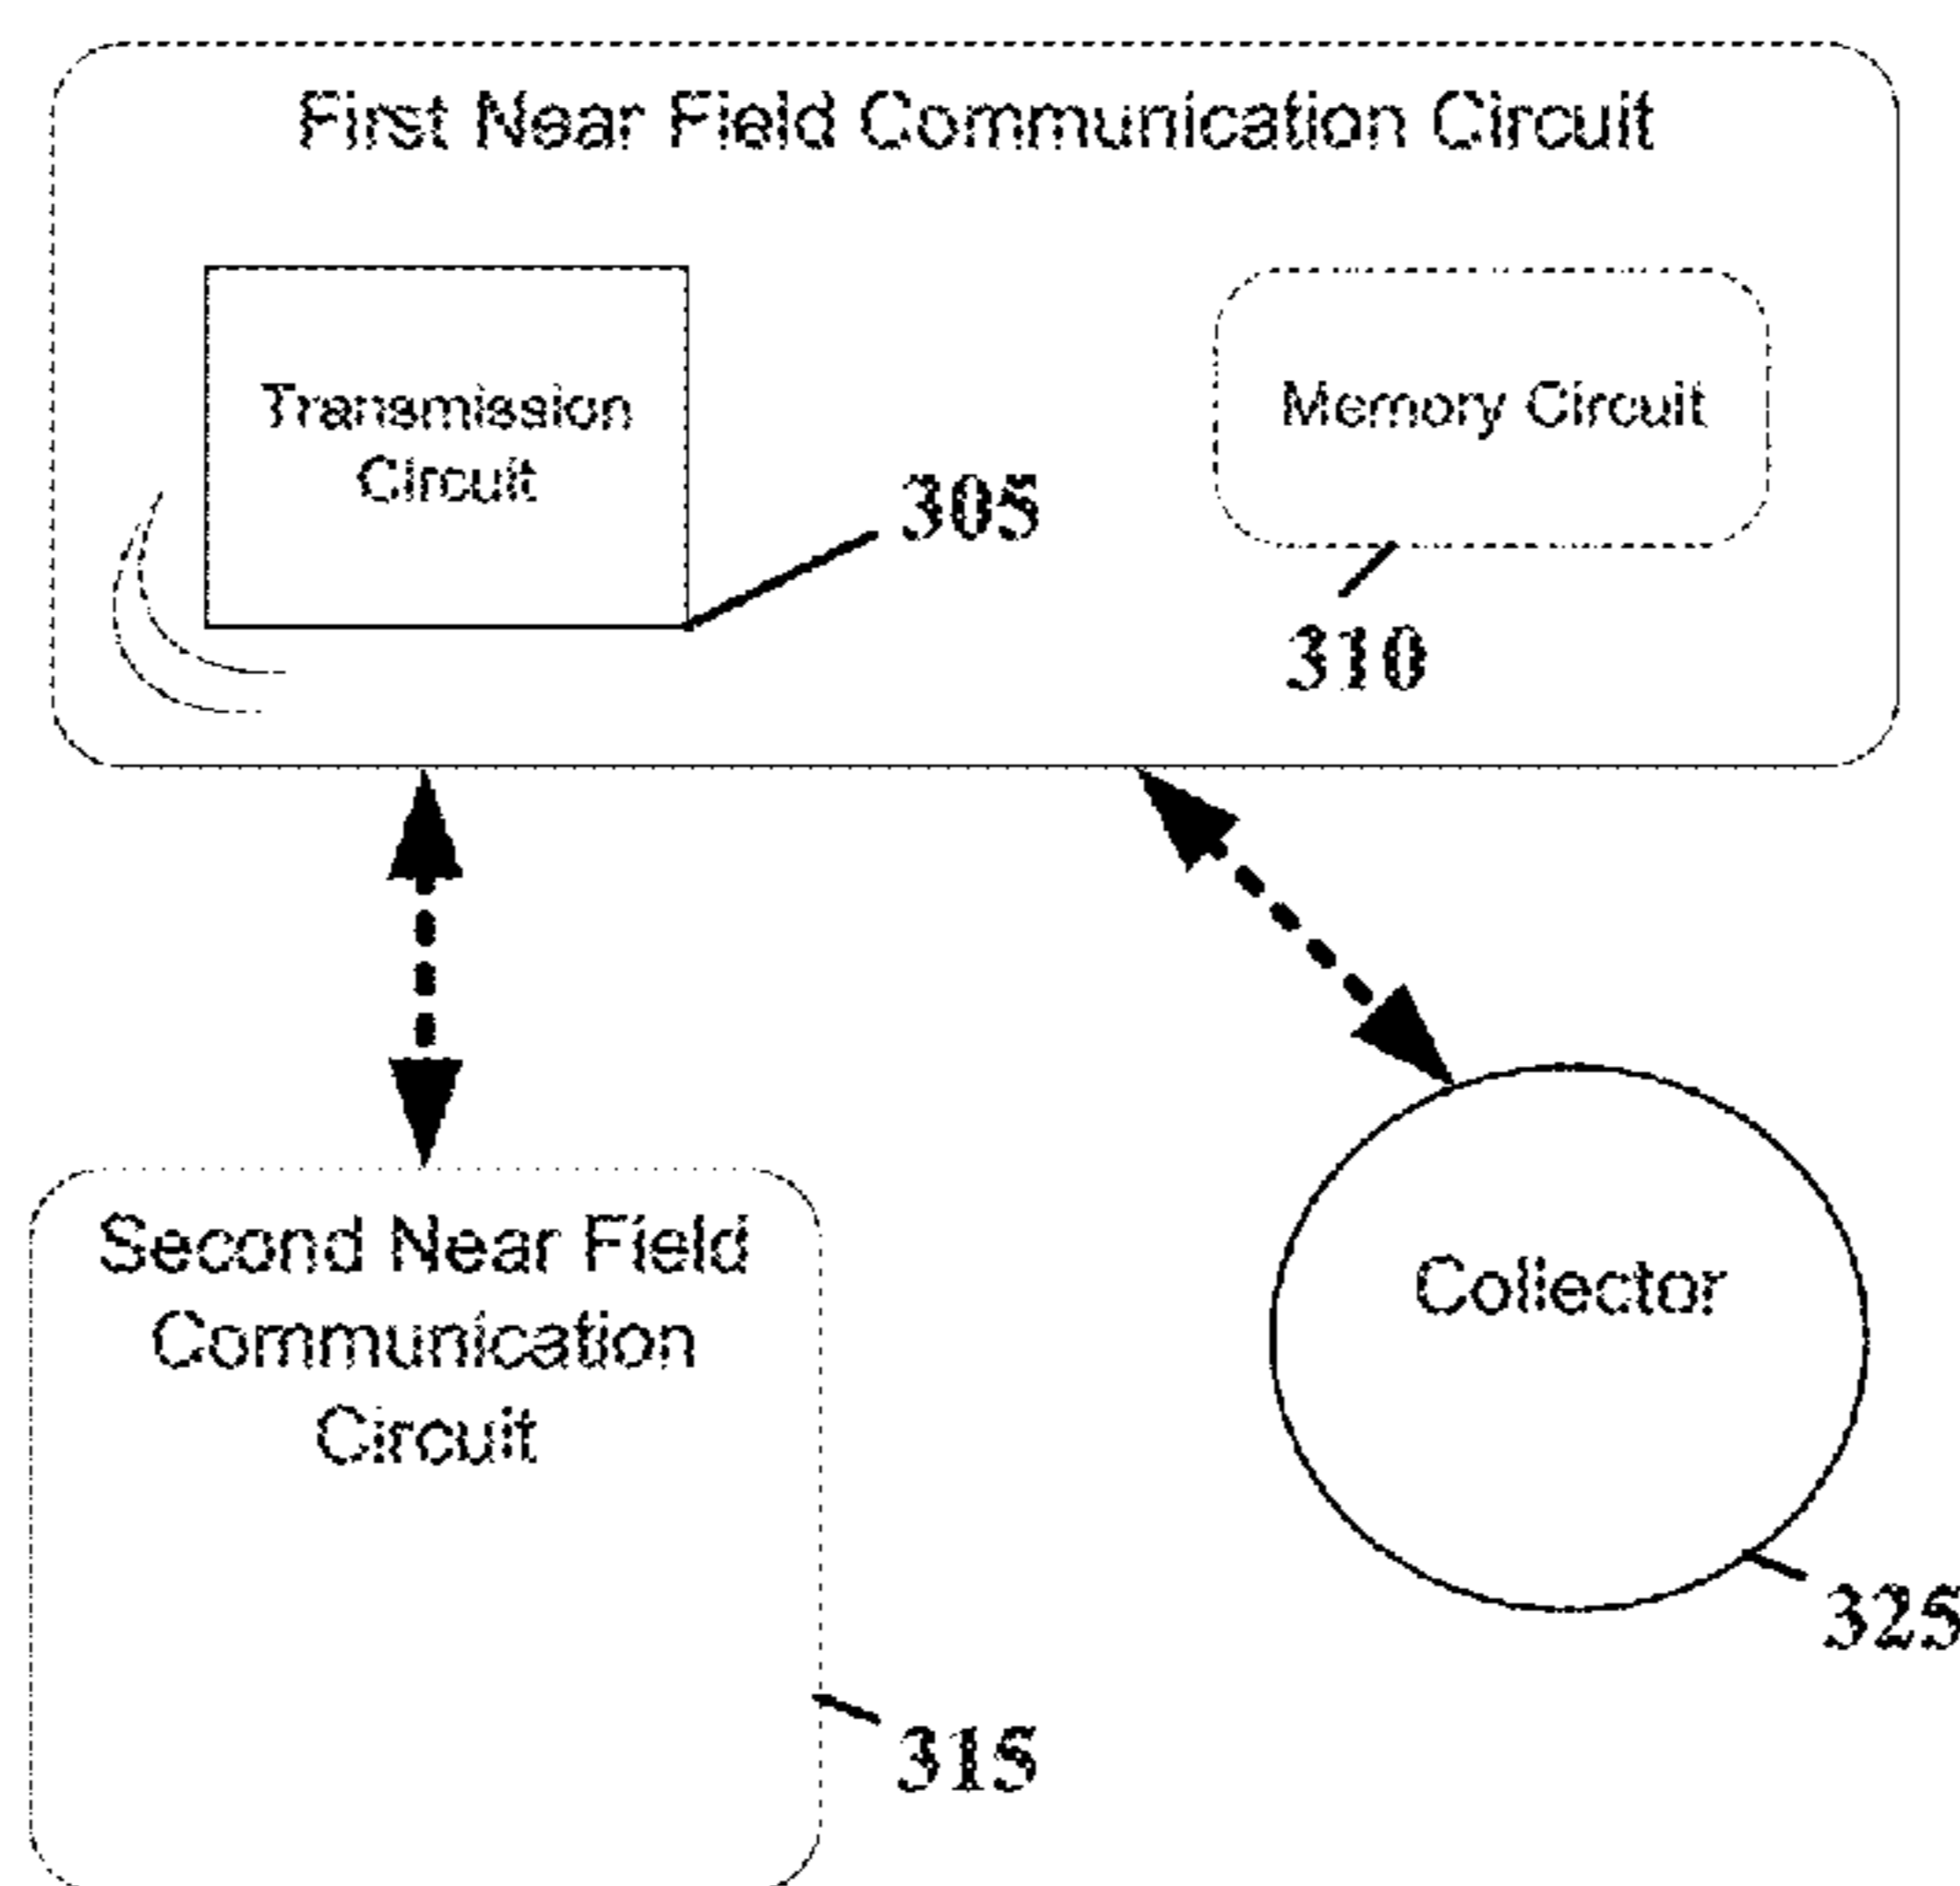 First Near Field Communication Circuit
Transmission
Circuit
Memory Circuit
305
310
Second Near Field
Communication
Circuit
Collector
325
315